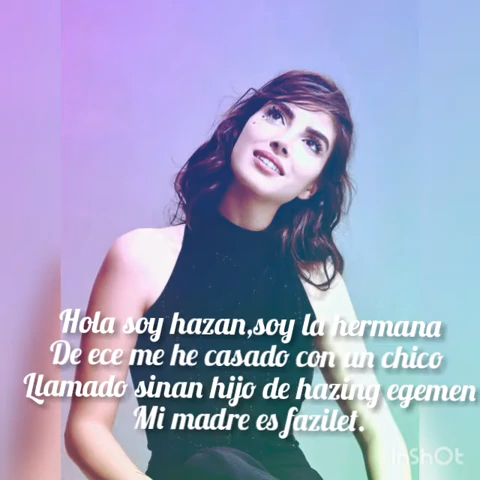 Hola soy hazan,soy la hermana
De ece me he casado con un chico
Llamado sinan hijo de hazing egemen
Mi madre es fazilet.
InShOt